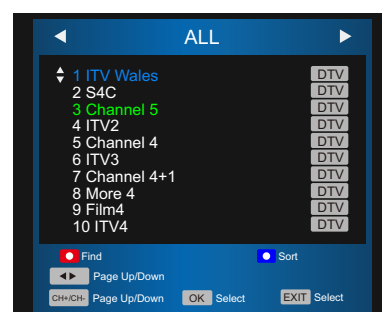 ALL
1 ITV Wales DTV
2 S4C DTV
3 Channel 5 DTV
4 ITV2 DTV
5 Channel 4 DTV
6 ITV3 DTV
7 Channel 4+1 DTV
8 More 4 DTV
9 Film4 DTV
10 ITV4 DTV
Find Sort
Page Up/Down
CH+/CH- Page Up/Down OK Select EXIT Select